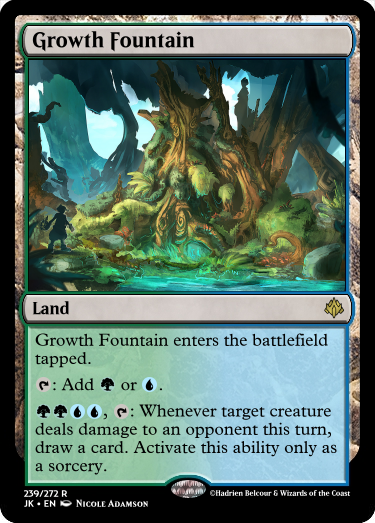 Growth Fountain
Land
Growth Fountain enters the battlefield
tapped.
: Add or .
, : Whenever target creature
deals damage to an opponent this turn,
draw a card. Activate this ability only as
a sorcery.
239/272 R
JK • EN Nicole Adamson
©Hadrien Belcour & Wizards of the Coast